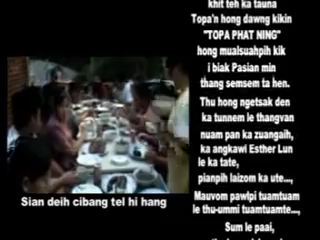 khit teh ka tauna
Topa'n hong dawng kikin
"TOPA PHAT NING"
hong mualsuahpih kik
i biak Pasian min
thang semsem ta hen.
Thu hong ngetsak den
ka tunnem le thangvan
nuam pan ka zuangaih,
ka angkawi Esther Lun
le ka tate,
pianpih laizom ka ute...,
Mauvom pawlpi tuamtuam
le thu-ummi tuamtuamte...,
Sum le paai,
Sian deih cibang tel hi hang